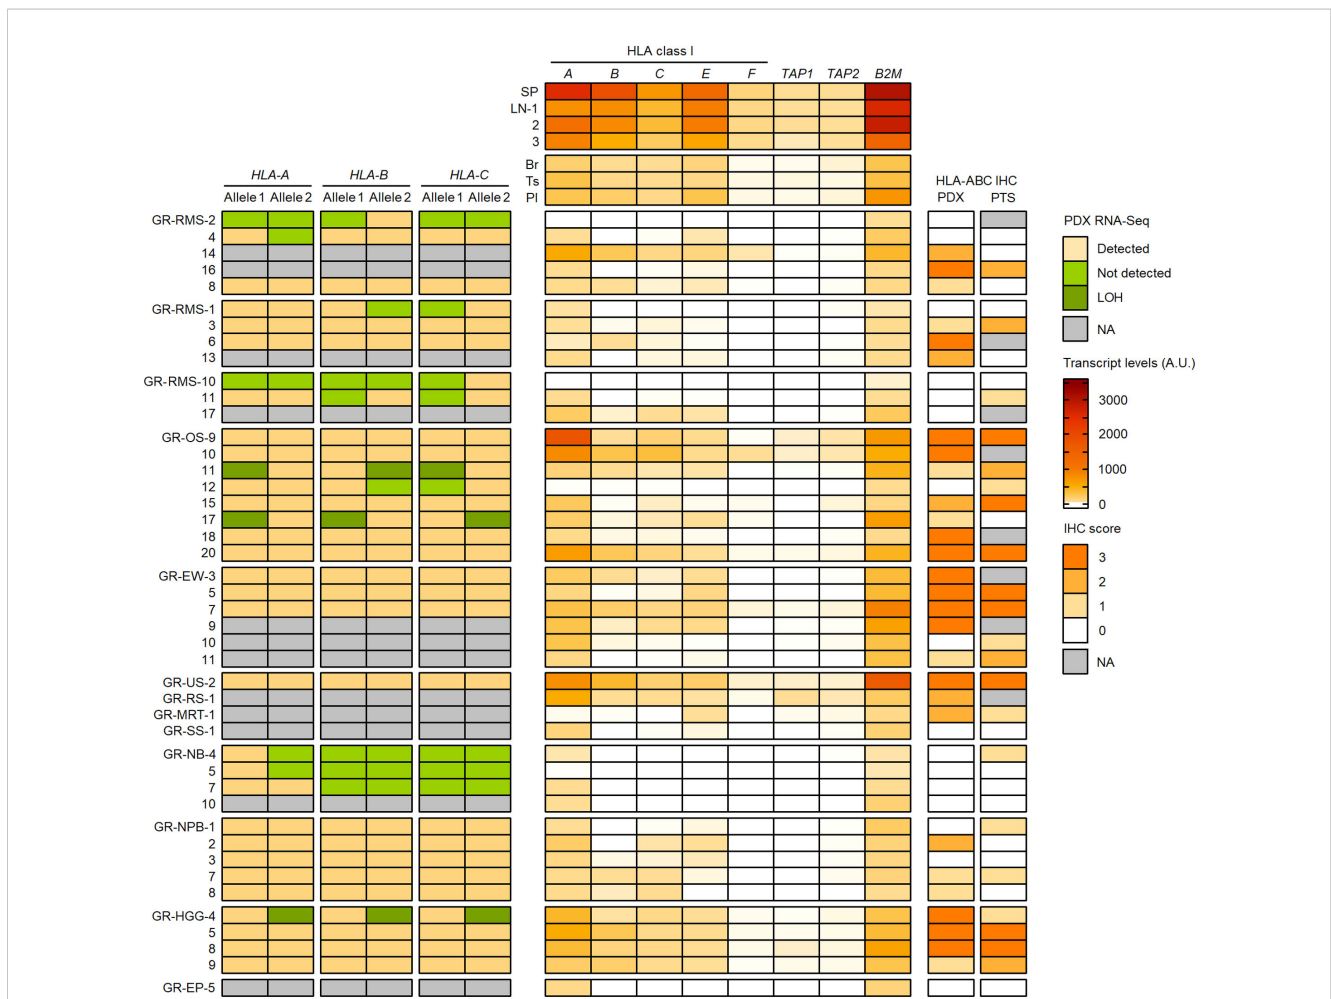 HLA class I
A B C E F TAP1 TAP2 B2M
SP
LN-1
2
3
Br
Ts
Pl
HLA-A HLA-B HLA-C
Allele 1 Allele 2 Allele 1 Allele 2 Allele 1 Allele 2
HLA-ABC IHC
PDX PTS
GR-RMS-2
4
14
16
8
GR-RMS-1
3
6
13
GR-RMS-10
11
17
GR-OS-9
10
11
12
15
17
18
20
GR-EW-3
5
7
9
10
11
GR-US-2
GR-RS-1
GR-MRT-1
GR-SS-1
GR-NB-4
5
7
10
GR-NPB-1
2
3
7
8
GR-HGG-4
5
8
9
GR-EP-5
PDX RNA-Seq
Detected
Not detected
LOH
NA
Transcript levels (A.U.)
3000
2000
1000
0
IHC score
3
2
1
0
NA